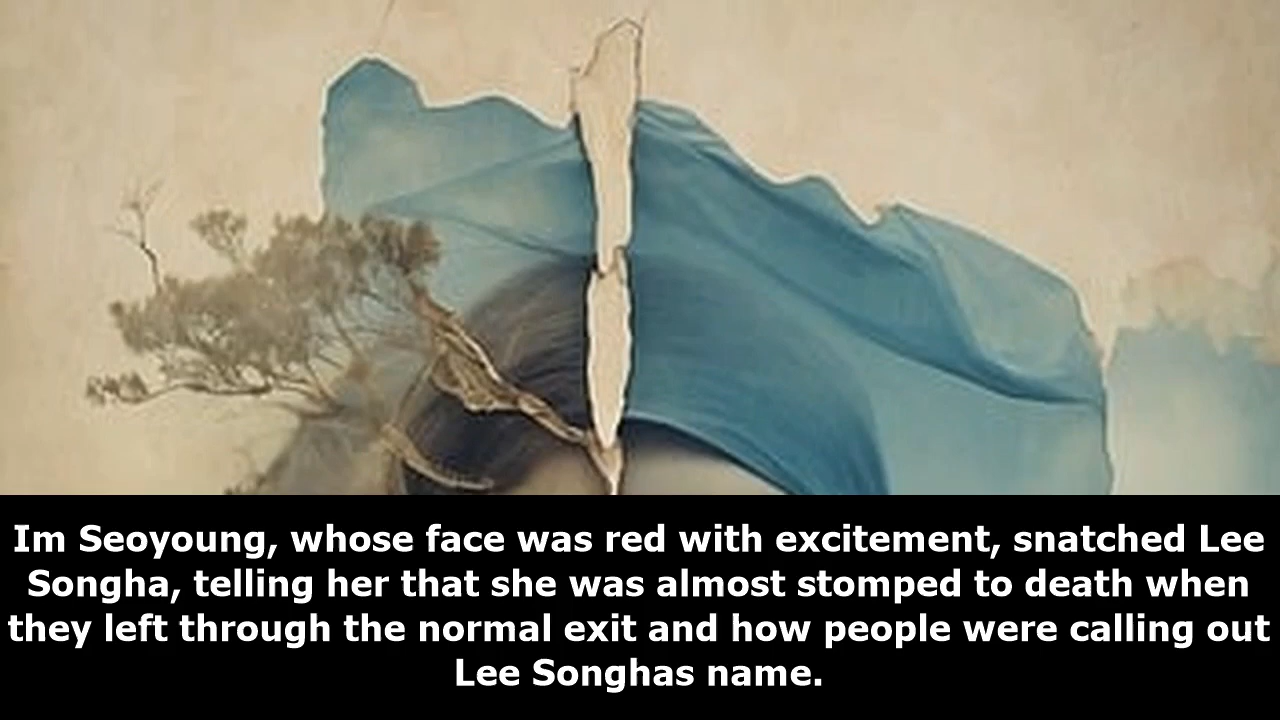 Im Seoyoung, whose face was red with excitement, snatched Lee
Songha, telling her that she was almost stomped to death when
they left through the normal exit and how people were calling out
Lee Songhas name.